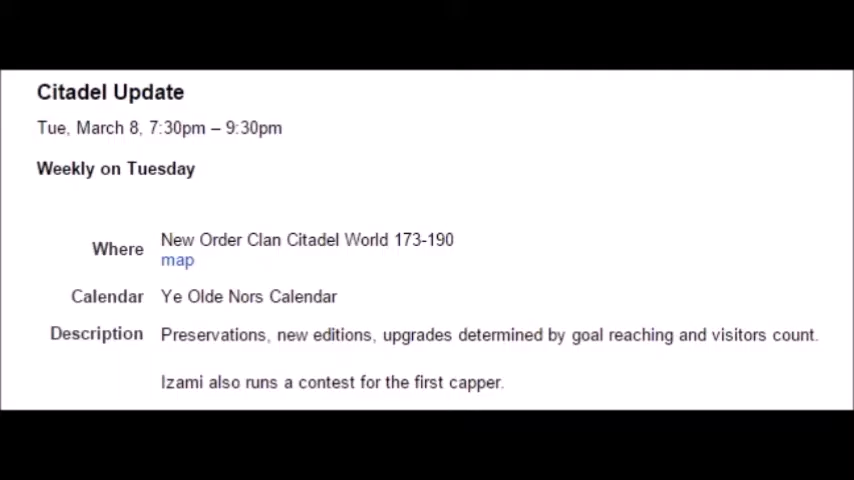 Citadel Update
Tue, March 8, 7:30pm – 9:30pm
Weekly on Tuesday
Where New Order Clan Citadel World 173-190
map
Calendar Ye Olde Nors Calendar
Description Preservations, new editions, upgrades determined by goal reaching and visitors count.
Izami also runs a contest for the first capper.